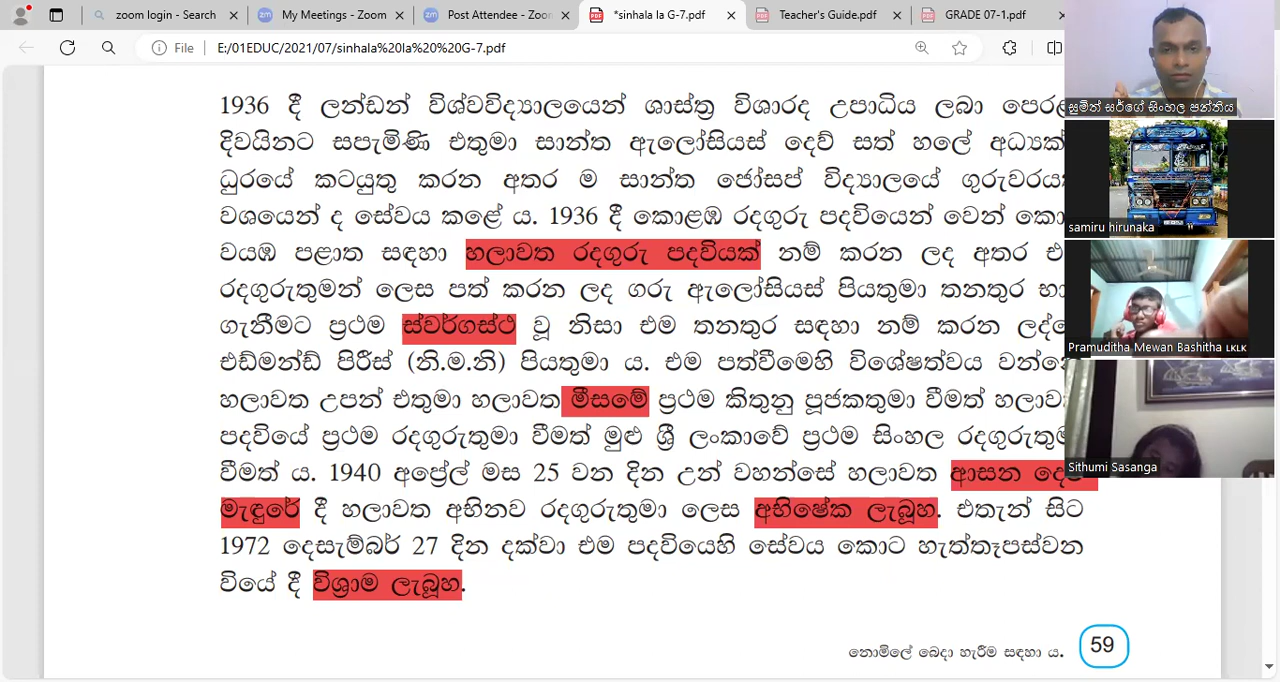 zoom login - Search
My Meetings - Zoom
Post Attendee - Zoo
*sinhala la G-7.pdf
Teacher's Guide.pdf
GRADE 07-1.pdf
File E:/01EDUC/2021/07/sinhala%20la%20%20G-7.pdf
1936 දී ලන්ඩන් විශ්වවිද්‍යාලයෙන් ශාස්ත්‍ර විශාරද උපාධිය ලබා
දිවයිනට සපැමිණි එතුමා සාන්ත ඇලෝසියස් දෙව් සත් හලේ
ධුරයේ කටයුතු කරන අතර ම සාන්ත ජෝසප් විද්‍යාලයේ
වශයෙන් ද සේවය කළේ ය. 1936 දී කොළඹ රදගුරු පදවියෙන් වෙන්
වයඹ පළාත සඳහා හලාවත රදගුරු පදවියක් නම් කරන ලද අතර
රදගුරුතුමන් ලෙස පත් කරන ලද ගරු ඇලෝසියස් පියතුමා තනතුර
ගැනීමට ප්‍රථම ස්වර්ගස්ථ වූ නිසා එම තනතුර සඳහා නම් කරන
එඩ්මන්ඩ් පීරිස් (නි.ම.නි) පියතුමා ය. එම පත්වීමෙහි විශේෂත්වය
හලාවත උපන් එතුමා හලාවත මීසමේ ප්‍රථම කිතුනු පූජකතුමා වීමත්
පදවියේ ප්‍රථම රදගුරුතුමා වීමත් මුළු ශ්‍රී ලංකාවේ ප්‍රථම සිංහල
වීමත් ය. 1940 අප්‍රේල් මස 25 වන දින උන් වහන්සේ හලාවත ආසන
මැඳුරේ දී හලාවත අභිනව රදගුරුතුමා ලෙස අභිෂේක ලැබූහ. එතැන් සිට
1972 දෙසැම්බර් 27 දින දක්වා එම පදවියෙහි සේවය කොට හැත්තෑපස්වන
වියේ දී විශ්‍රාම ලැබූහ.
නොමිලේ බෙදා හැරීම සඳහා ය. 59
සුමිත් සර්ගේ සිංහල පන්තිය
samiru hirunaka
Pramuditha Mewan Bashitha LKLK
Sithumi Sasanga